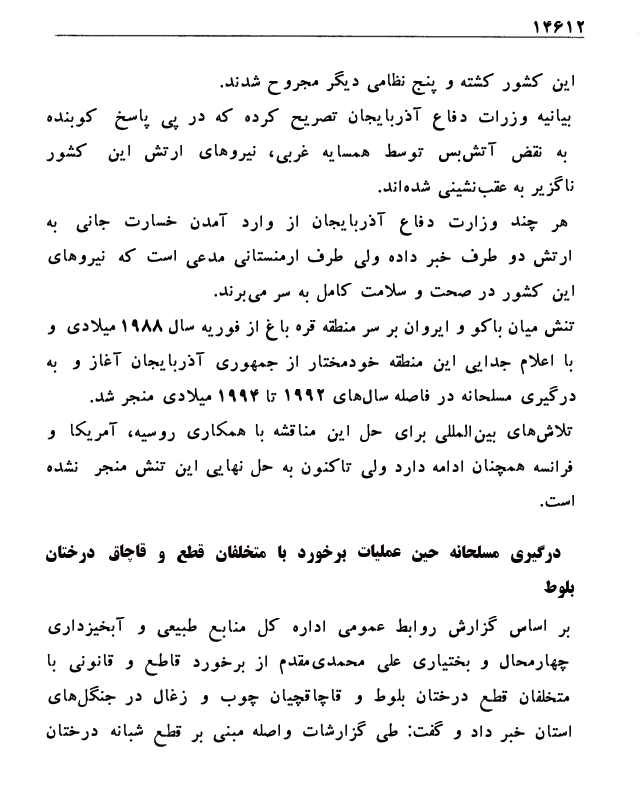 ۱۴۶۱۲
این کشور کشته و پنج نظامی دیگر مجروح شدند.
بیانیه وزرات دفاع آذربایجان تصریح کرده که در پی پاسخ کوبنده
به نقض آتش‌بس توسط همسایه غربی، نیروهای ارتش این کشور
ناگزیر به عقب‌نشینی شده‌اند.
هر چند وزارت دفاع آذربایجان از وارد آمدن خسارت جانی به
ارتش دو طرف خبر داده ولی طرف ارمنستانی مدعی است که نیروهای
این کشور در صحت و سلامت کامل به سر می‌برند.
تنش میان باکو و ایروان بر سر منطقه قره باغ از فوریه سال ۱۹۸۸ میلادی و
با اعلام جدایی این منطقه خودمختار از جمهوری آذربایجان آغاز و به
درگیری مسلحانه در فاصله سال‌های ۱۹۹۲ تا ۱۹۹۴ میلادی منجر شد.
تلاش‌های بین‌المللی برای حل این مناقشه با همکاری روسیه، آمریکا و
فرانسه همچنان ادامه دارد ولی تاکنون به حل نهایی این تنش منجر نشده
است.
درگیری مسلحانه حین عملیات برخورد با متخلفان قطع و قاچاق درختان
بلوط
بر اساس گزارش روابط عمومی اداره کل منابع طبیعی و آبخیزداری
چهارمحال و بختیاری علی محمدی‌مقدم از برخورد قاطع و قانونی با
متخلفان قطع درختان بلوط و قاچاقچیان چوب و زغال در جنگل‌های
استان خبر داد و گفت: طی گزارشات واصله مبنی بر قطع شبانه درختان